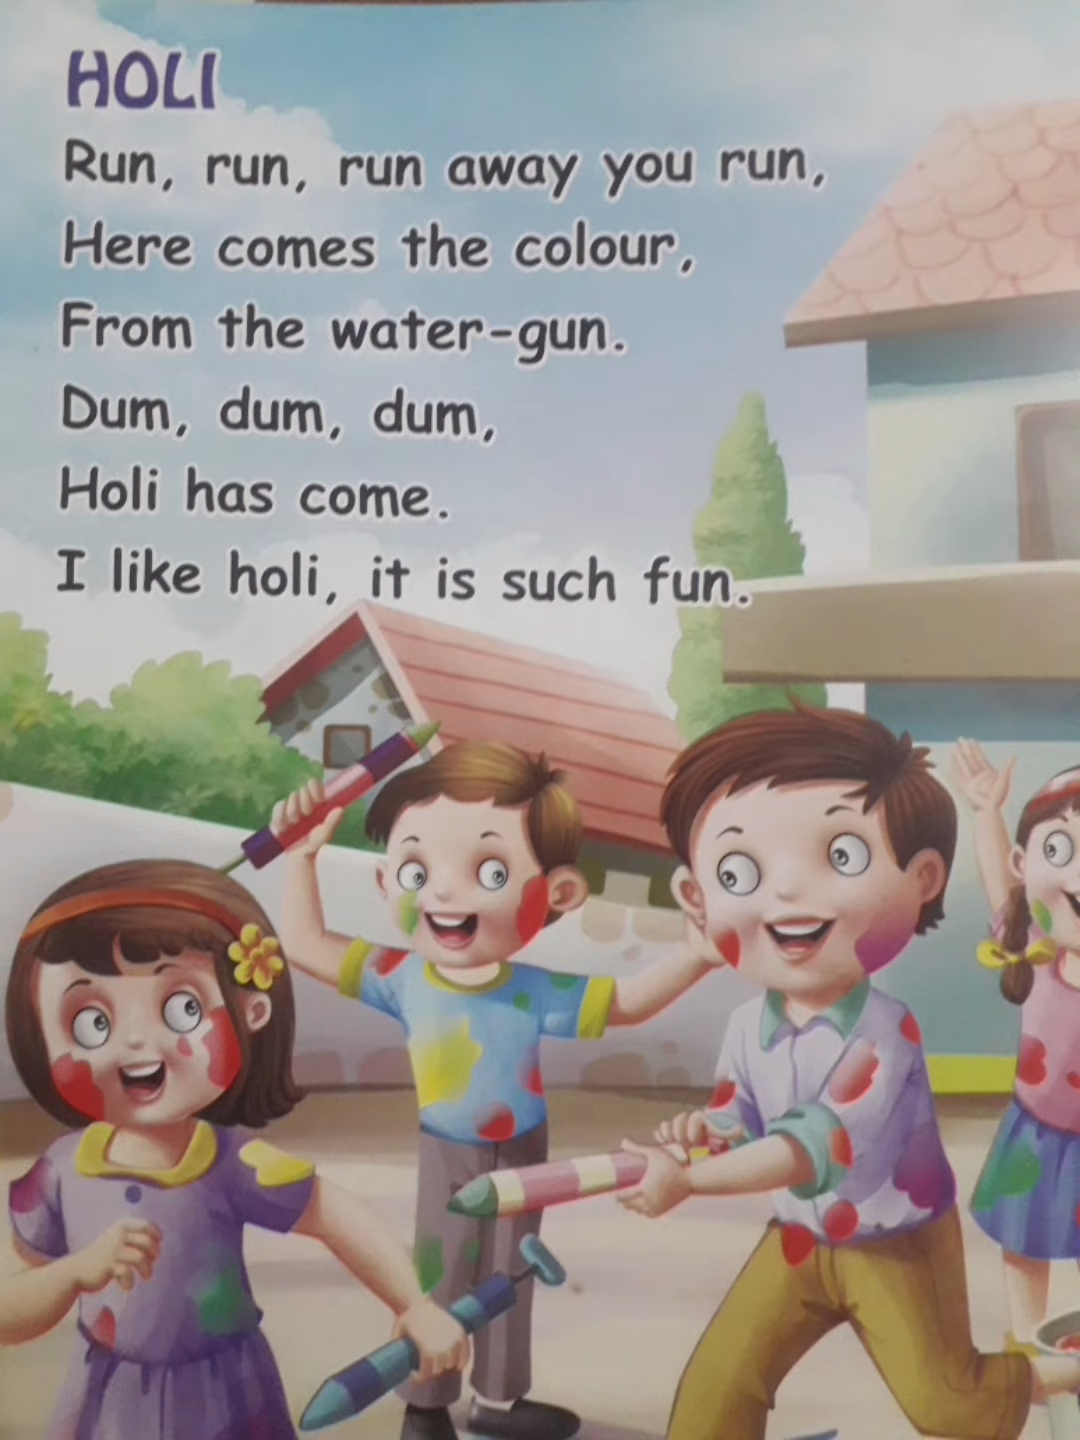 HOLI
Run, run, run away you run,
Here comes the colour,
From the water-gun.
Dum, dum, dum,
Holi has come.
I like holi, it is such fun.